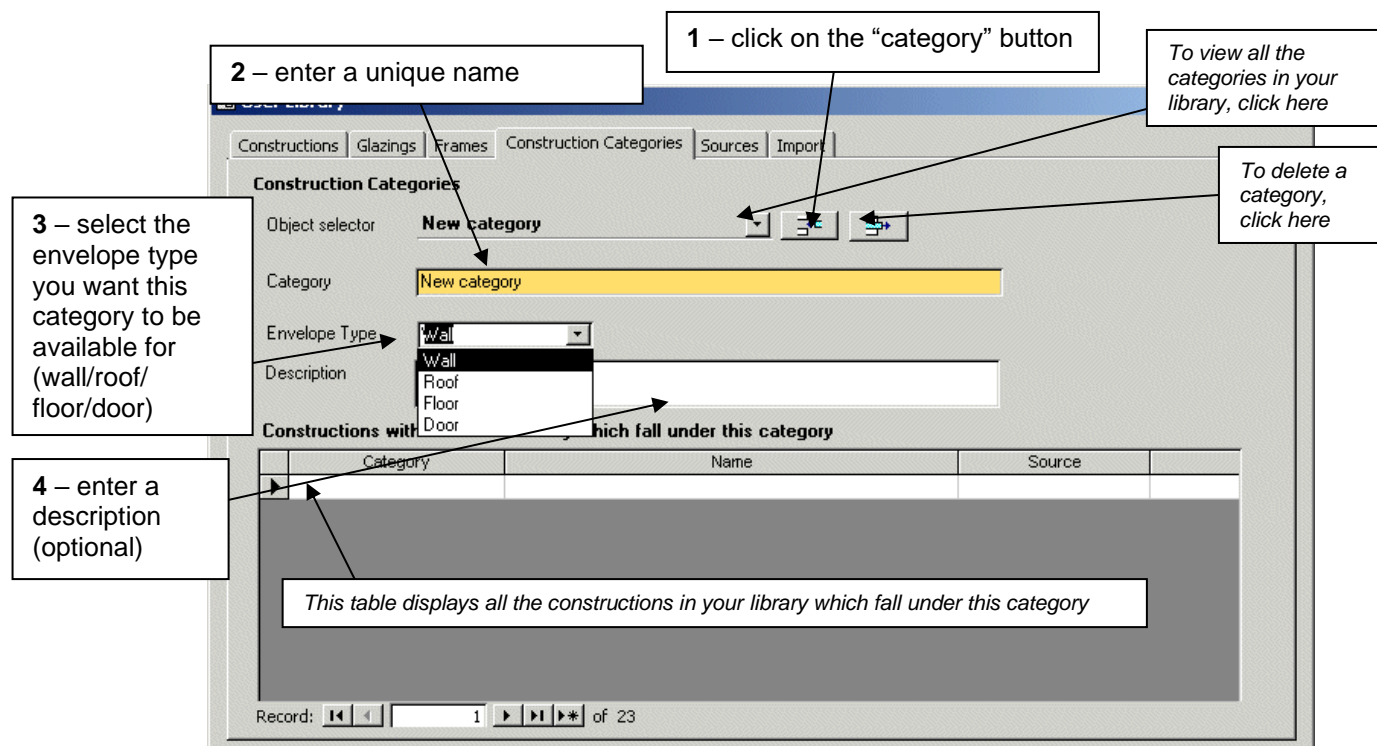 1 – click on the “category” button
To view all the
categories in your
library, click here
2 – enter a unique name
User Library
Constructions Glazings Frames Construction Categories Sources Import
Construction Categories
To delete a
category,
click here
3 – select the
envelope type
you want this
category to be
available for
(wall/roof/
floor/door)
Object selector New category
Category New category
Envelope Type Wall
Wall
Roof
Floor
Door
Description
Constructions which fall under this category
Category Name Source
4 – enter a
description
(optional)
This table displays all the constructions in your library which fall under this category
Record: 1 of 23